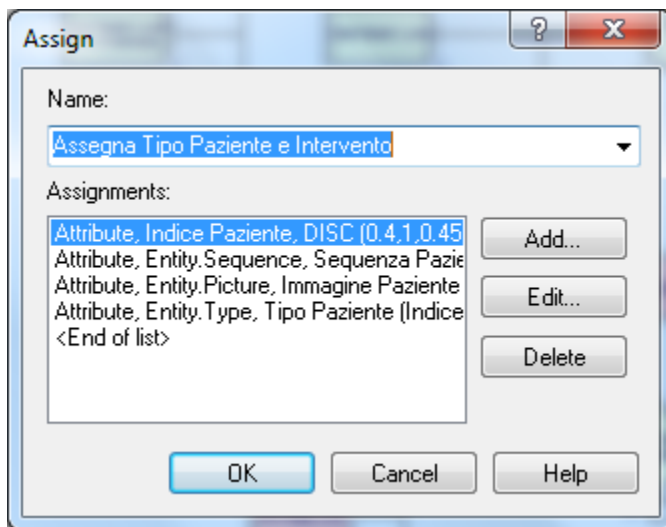 Assign
Name:
Assegna Tipo Paziente e Intervento
Assignments:
Attribute, Indice Paziente, DISC (0.4,1,0.45
Attribute, Entity.Sequence, Sequenza Pazie
Attribute, Entity.Picture, Immagine Paziente
Attribute, Entity.Type, Tipo Paziente (Indice
<End of list>
Add...
Edit...
Delete
OK
Cancel
Help